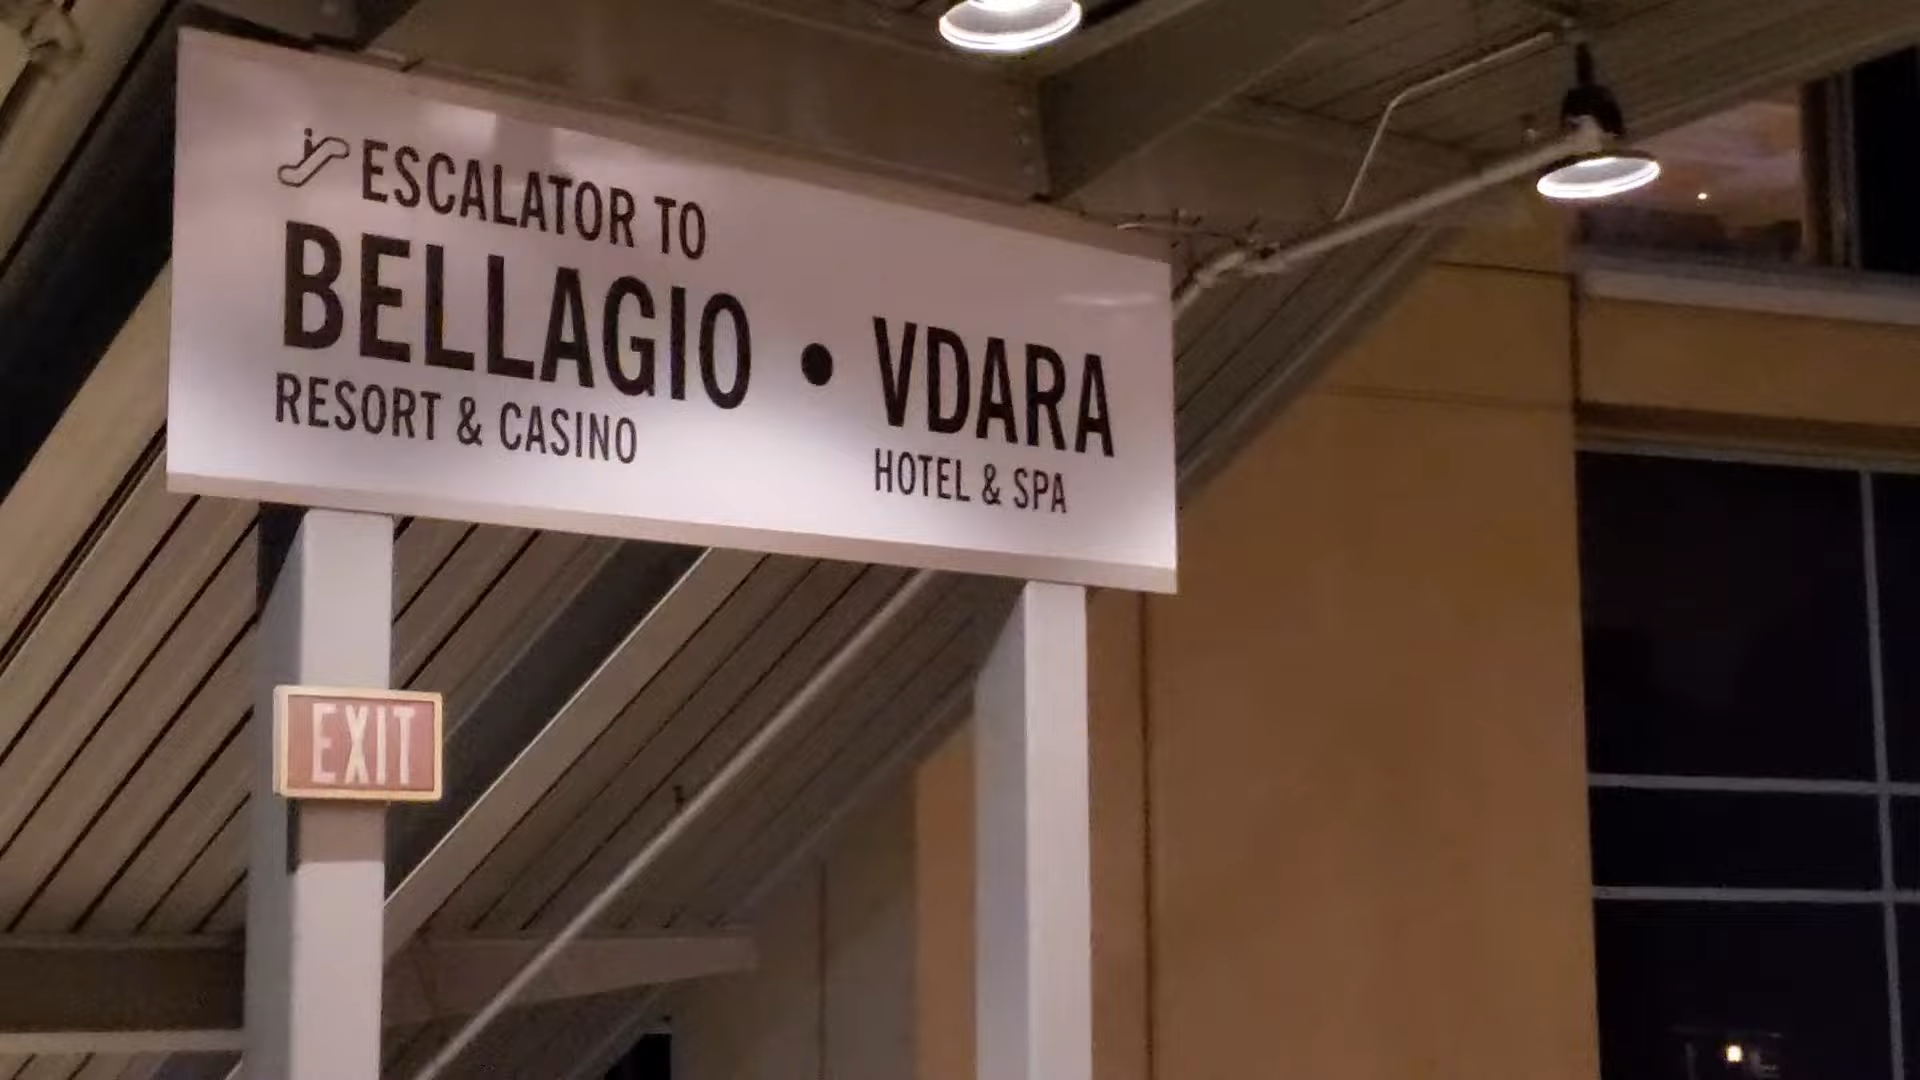 ESCALATOR TO
BELLAGIO • VDARA
RESORT & CASINO HOTEL & SPA
EXIT